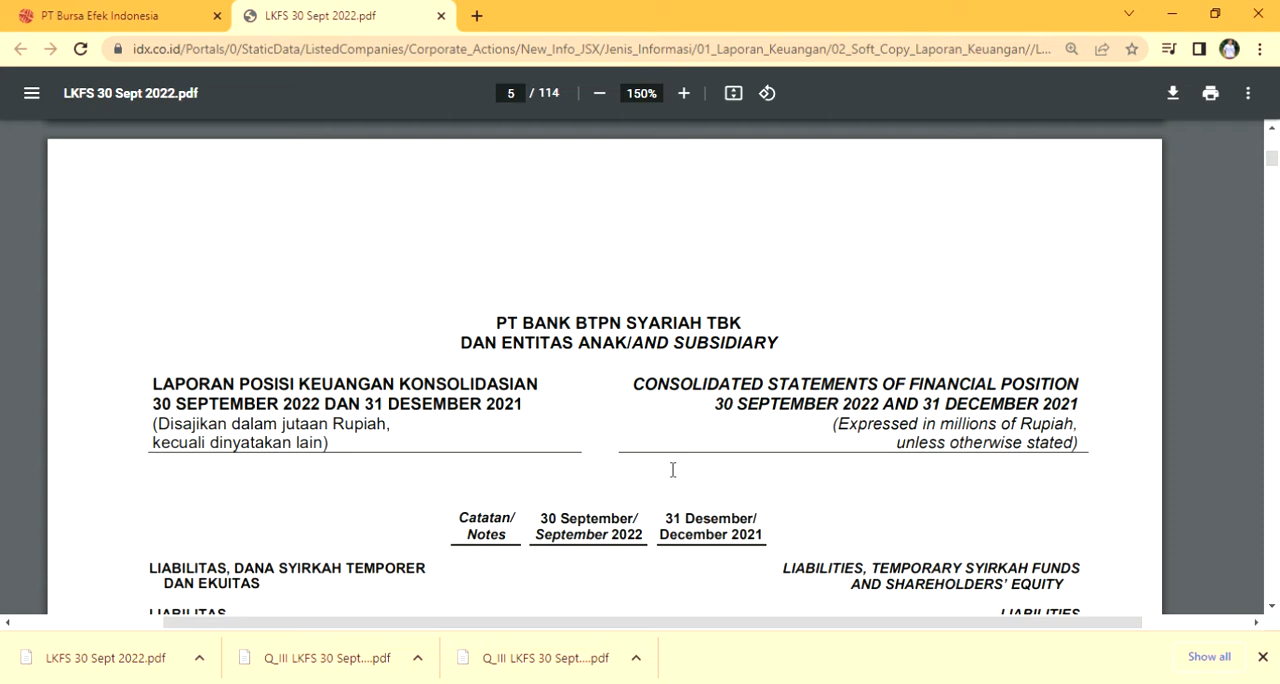 PT Bursa Efek Indonesia
LKFS 30 Sept 2022.pdf
idx.co.id/Portals/0/StaticData/ListedCompanies/Corporate_Actions/New_Info_JSX/Jenis_Informasi/01_Laporan_Keuangan/02_Soft_Copy_Laporan_Keuangan//L...
LKFS 30 Sept 2022.pdf
5 / 114
150%
PT BANK BTPN SYARIAH TBK
DAN ENTITAS ANAK/AND SUBSIDIARY
LAPORAN POSISI KEUANGAN KONSOLIDASIAN
30 SEPTEMBER 2022 DAN 31 DESEMBER 2021
(Disajikan dalam jutaan Rupiah,
kecuali dinyatakan lain)
CONSOLIDATED STATEMENTS OF FINANCIAL POSITION
30 SEPTEMBER 2022 AND 31 DECEMBER 2021
(Expressed in millions of Rupiah,
unless otherwise stated)
Catatan/
Notes
30 September/
September 2022
31 Desember/
December 2021
LIABILITAS, DANA SYIRKAH TEMPORER
DAN EKUITAS
LIABILITIES, TEMPORARY SYIRKAH FUNDS
AND SHAREHOLDERS' EQUITY
LIABILITAS
LIABILITIES
LKFS 30 Sept 2022.pdf
Q_III LKFS 30 Sept....pdf
Q_III LKFS 30 Sept....pdf
Show all